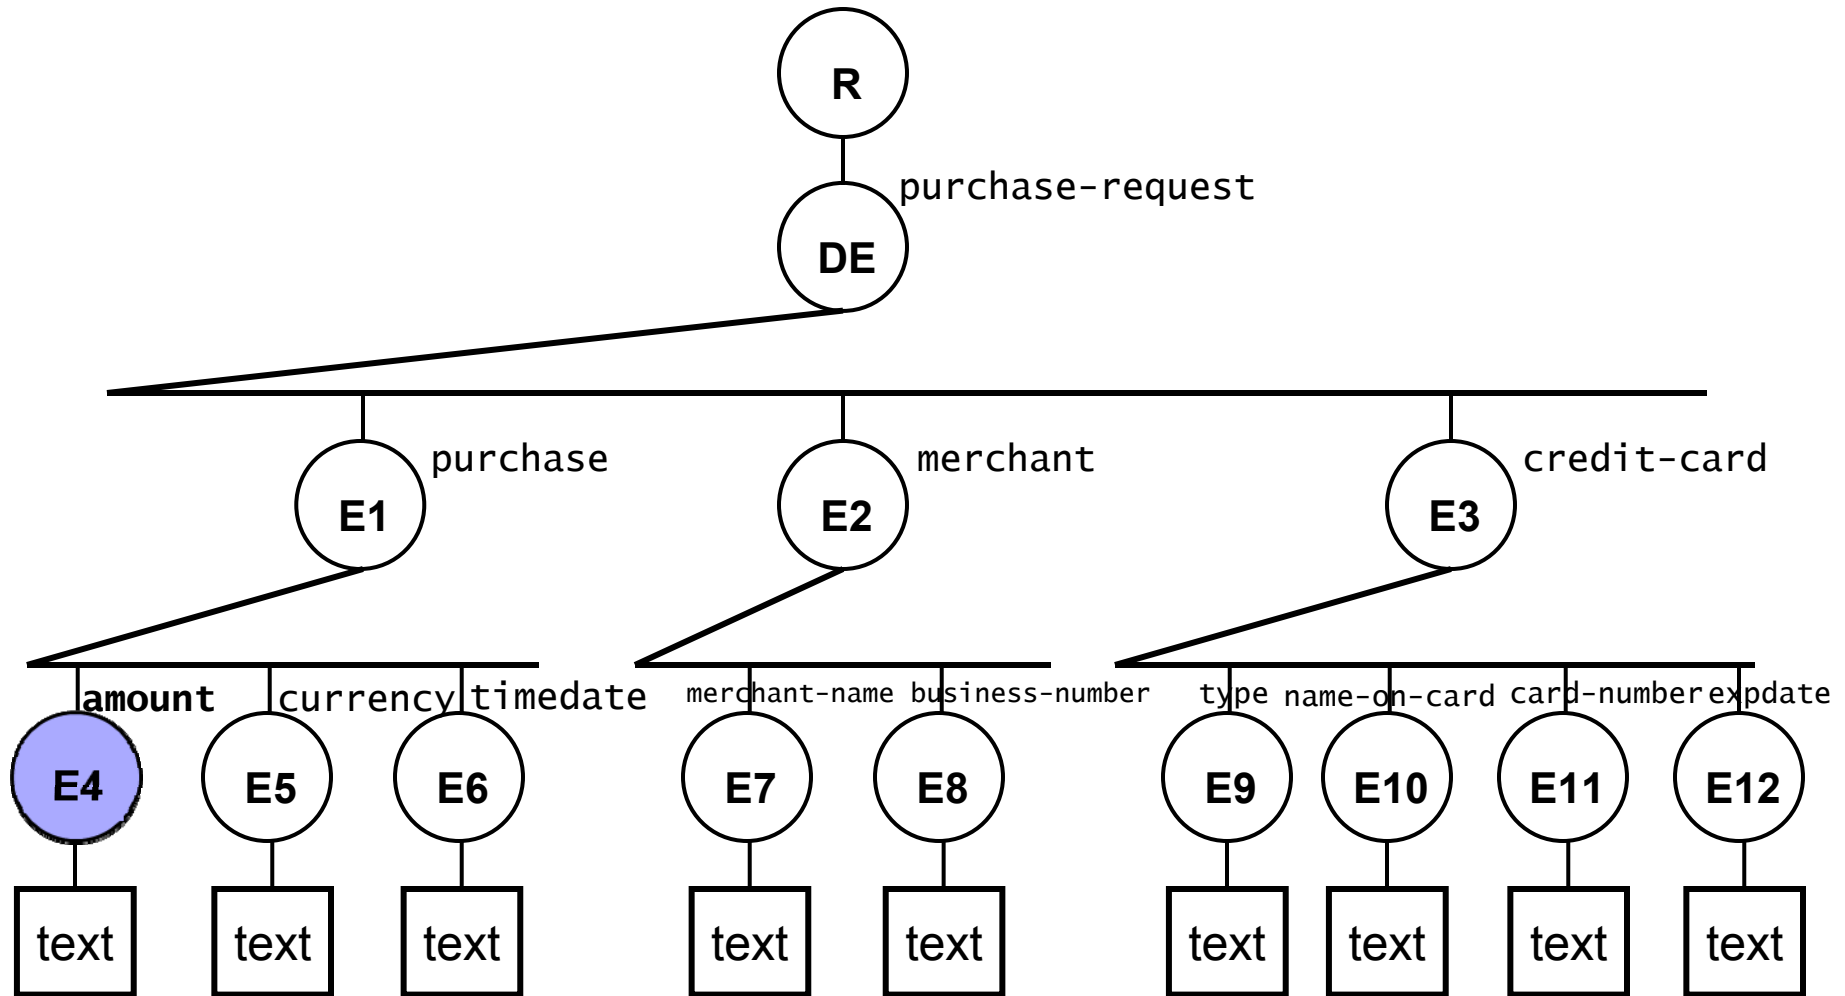 R
purchase-request
DE
purchase
merchant
credit-card
E1
E2
E3
amount
currency
timedate
merchant-name
business-number
type
name-on-card
card-number
expdate
E4
E5
E6
E7
E8
E9
E10
E11
E12
text
text
text
text
text
text
text
text
text